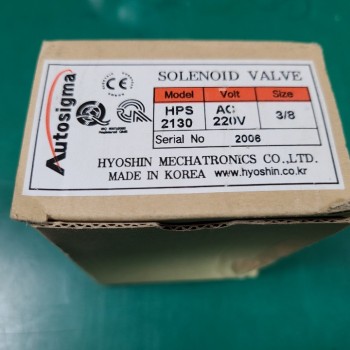 Autosigma
CE
SOLENOID VALVE
Model Volt Size
HPS 2130 AC 220V 3/8
Serial No 2006
HYOSHIN MECHATRONiCS CO.,LTD.
MADE IN KOREA www.hyoshin.co.kr